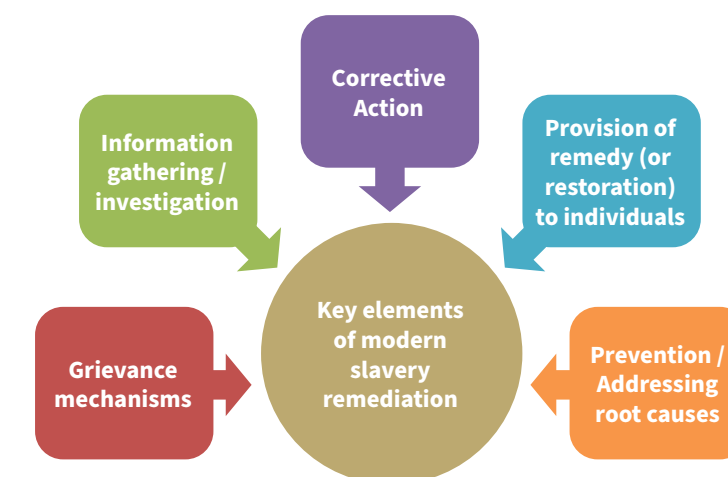 Corrective
Action
Information
gathering /
investigation
Provision of
remedy (or
restoration)
to individuals
Key elements
of modern
slavery
remediation
Grievance
mechanisms
Prevention /
Addressing
root causes